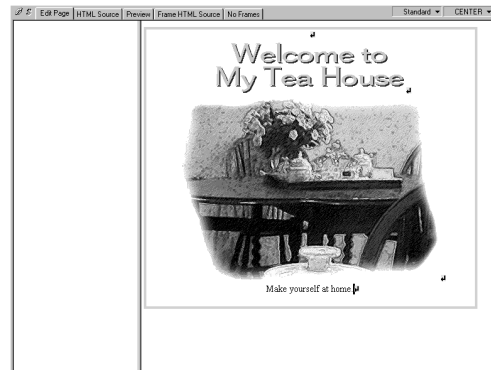 Edit Page HTML Source Preview Frame HTML Source No Frames Standard CENTER
Welcome to
My Tea House
Make yourself at home